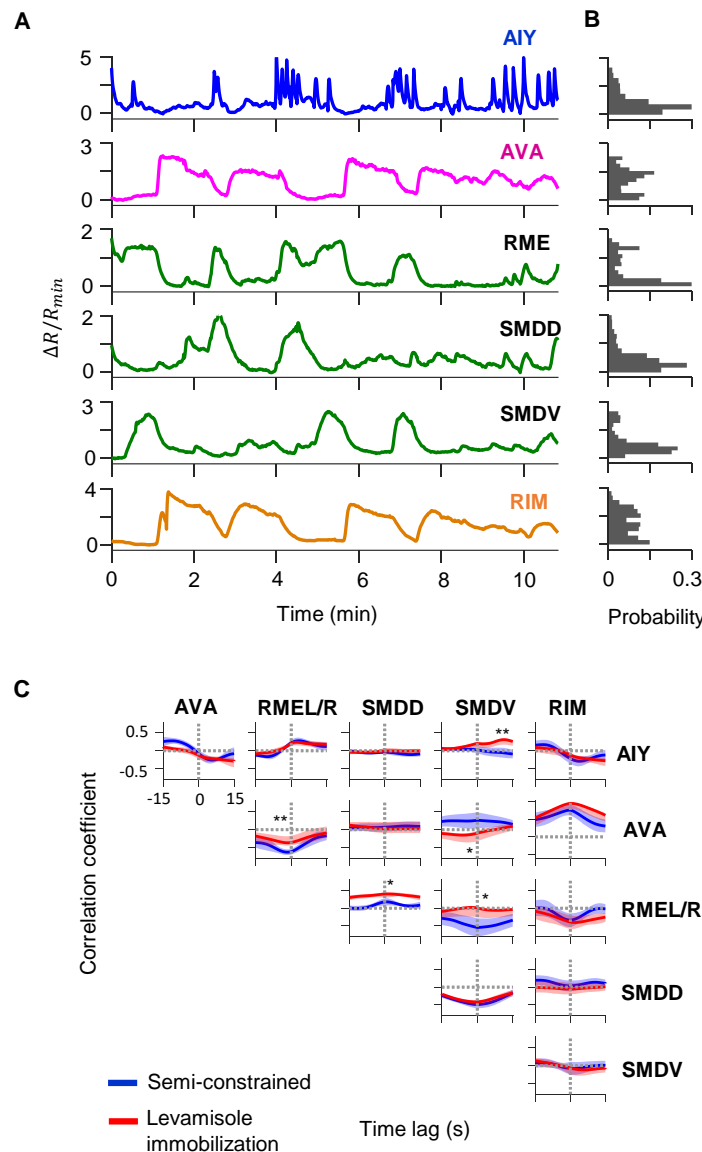 A
B
AIY
5
0
AVA
3
0
RME
2
0
ΔR/R_min
SMDD
2
0
SMDV
3
0
RIM
4
0
0 2 4 6 8 10
Time (min)
0 0.3
Probability
C
AVA RMEL/R SMDD SMDV RIM
0.5
-0.5
-15 0 15
**
AIY
**
*
AVA
*
*
RMEL/R
SMDD
SMDV
Correlation coefficient
Semi-constrained
Levamisole
immobilization
Time lag (s)